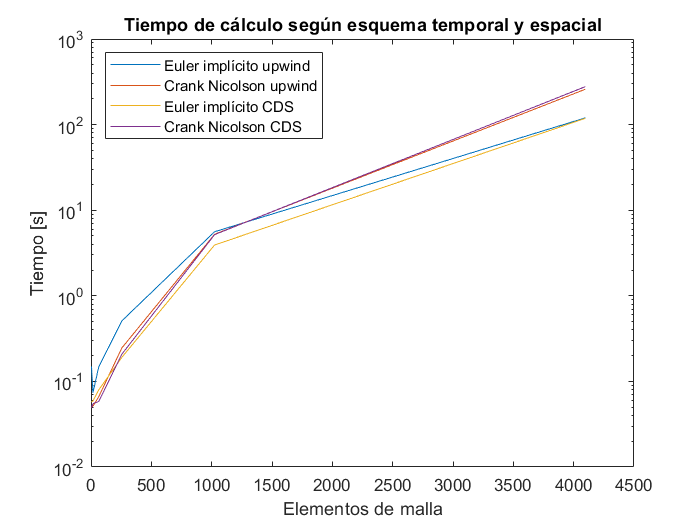 Tiempo de cálculo según esquema temporal y espacial
Euler implícito upwind
Crank Nicolson upwind
Euler implícito CDS
Crank Nicolson CDS
10^3
10^2
10^1
10^0
10^-1
10^-2
Tiempo [s]
0 500 1000 1500 2000 2500 3000 3500 4000 4500
Elementos de malla